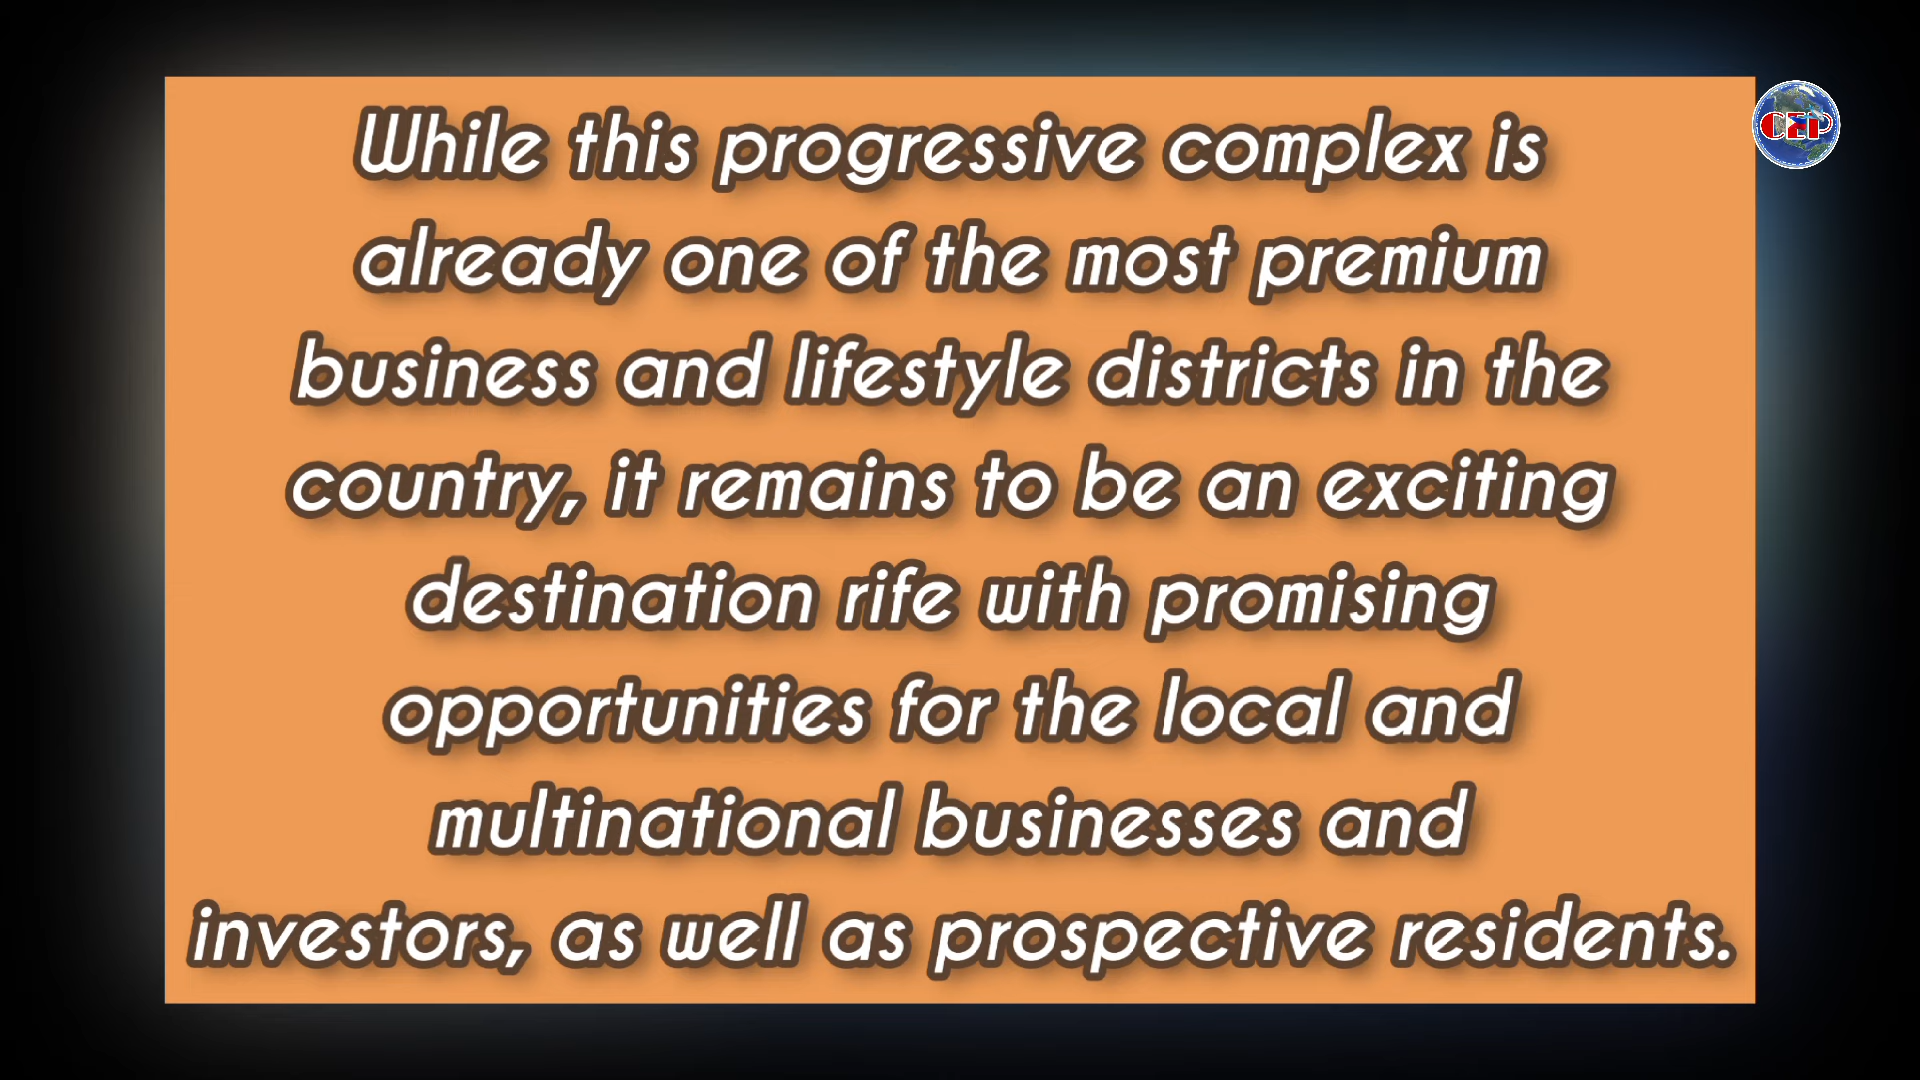 While this progressive complex is
already one of the most premium
business and lifestyle districts in the
country, it remains to be an exciting
destination rife with promising
opportunities for the local and
multinational businesses and
investors, as well as prospective residents.
CEP